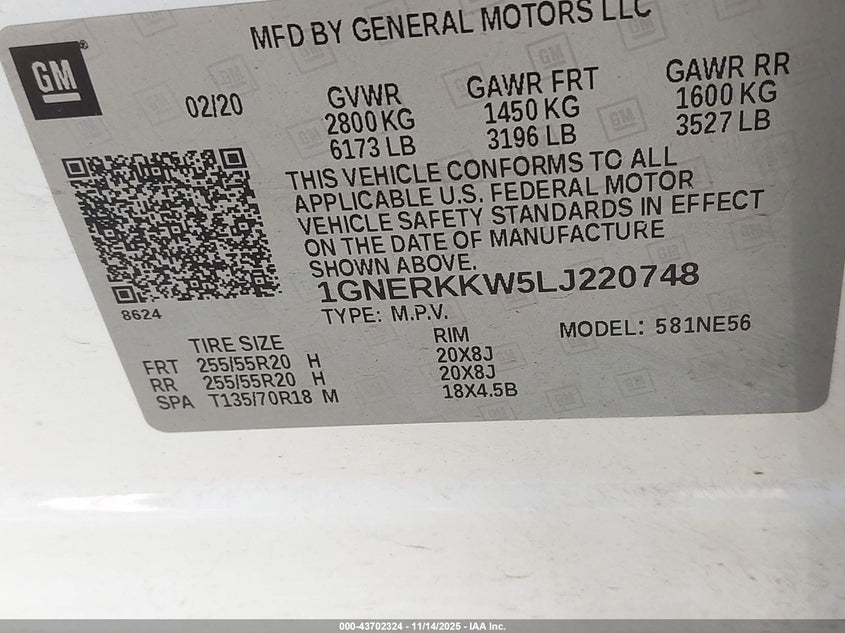 MFD BY GENERAL MOTORS LLC
GM
02/20
GVWR GAWR FRT GAWR RR
2800 KG 1450 KG 1600 KG
6173 LB 3196 LB 3527 LB
THIS VEHICLE CONFORMS TO ALL
APPLICABLE U.S. FEDERAL MOTOR
VEHICLE SAFETY STANDARDS IN EFFECT
ON THE DATE OF MANUFACTURE
SHOWN ABOVE.
8624
1GNERKKW5LJ220748
TYPE: M.P.V.
MODEL: 581NE56
TIRE SIZE RIM
FRT 255/55R20 H 20X8J
RR 255/55R20 H 20X8J
SPA T135/70R18 M 18X4.5B
000-43702324 - 11/14/2025 - IAA Inc.